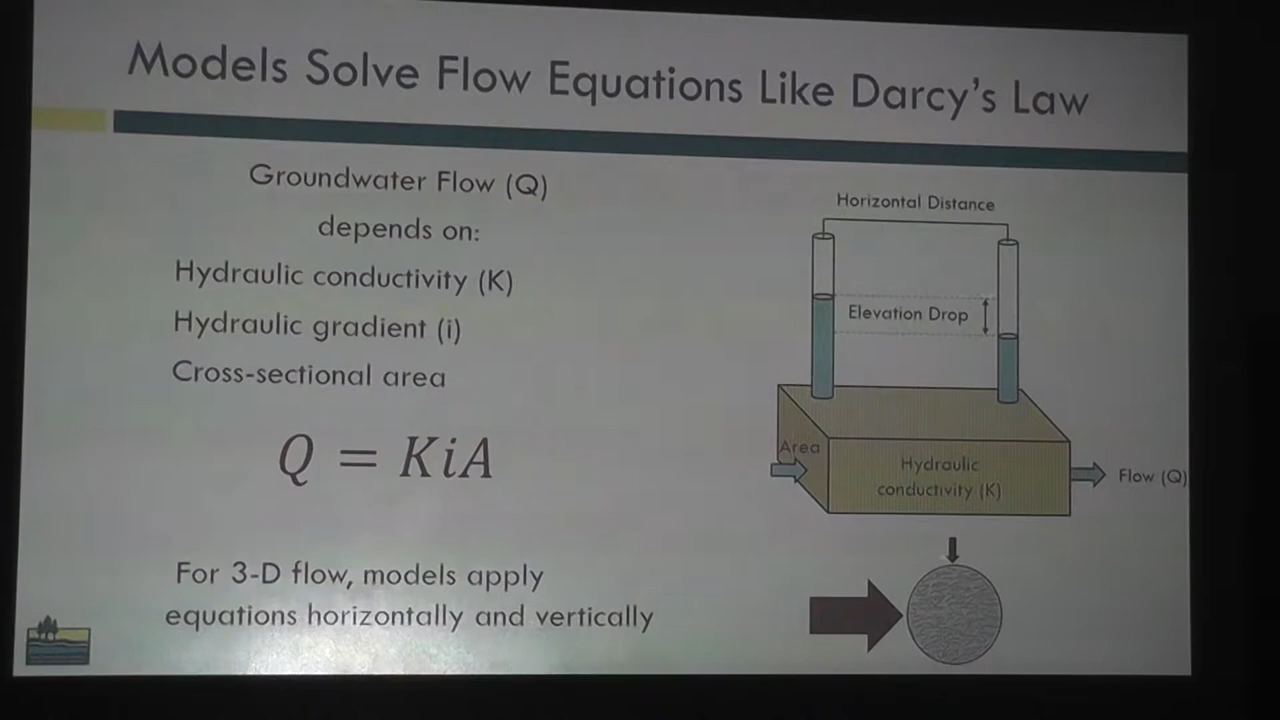 Models Solve Flow Equations Like Darcy's Law
Groundwater Flow (Q)
depends on:
Hydraulic conductivity (K)
Hydraulic gradient (i)
Cross-sectional area
Q = KiA
For 3-D flow, models apply
equations horizontally and vertically
Horizontal Distance
Elevation Drop
Area
Hydraulic
conductivity (K)
Flow (Q)